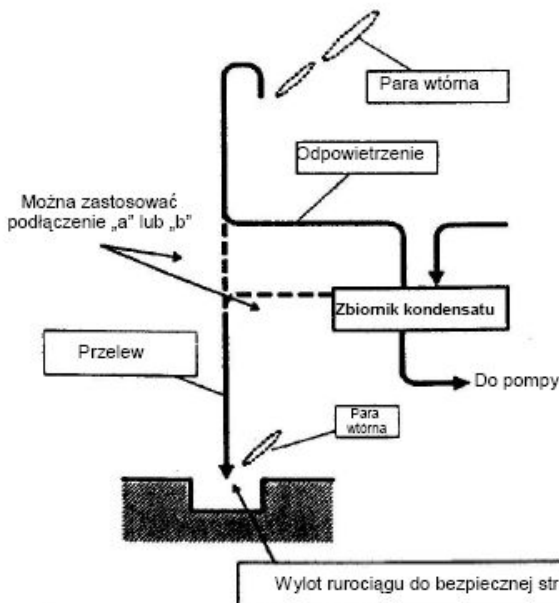 Para wtórna
Odpowietrzenie
Można zastosować
podłączenie „a” lub „b”
Zbiornik kondensatu
Przelew
Do pompy
Para
wtórna
Wylot rurociągu do bezpiecznej str